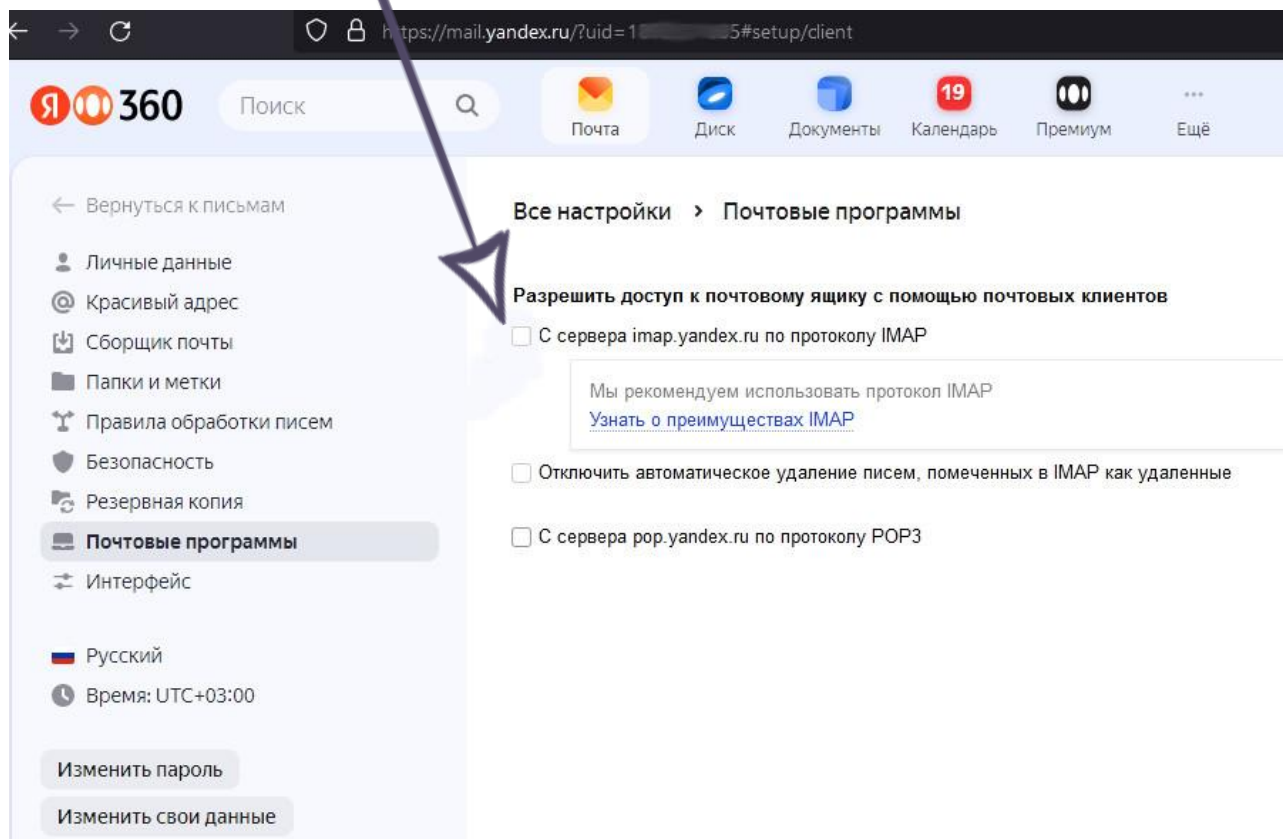 https://mail.yandex.ru/?uid=1 5#setup/client
Я 360
Поиск
Почта
Диск
Документы
19
Календарь
Премиум
Ещё
Вернуться к письмам
Личные данные
Красивый адрес
Сборщик почты
Папки и метки
Правила обработки писем
Безопасность
Резервная копия
Почтовые программы
Интерфейс
Русский
Время: UTC+03:00
Изменить пароль
Изменить свои данные
Все настройки > Почтовые программы
Разрешить доступ к почтовому ящику с помощью почтовых клиентов
С сервера imap.yandex.ru по протоколу IMAP
Мы рекомендуем использовать протокол IMAP
Узнать о преимуществах IMAP
Отключить автоматическое удаление писем, помеченных в IMAP как удаленные
С сервера pop.yandex.ru по протоколу POP3